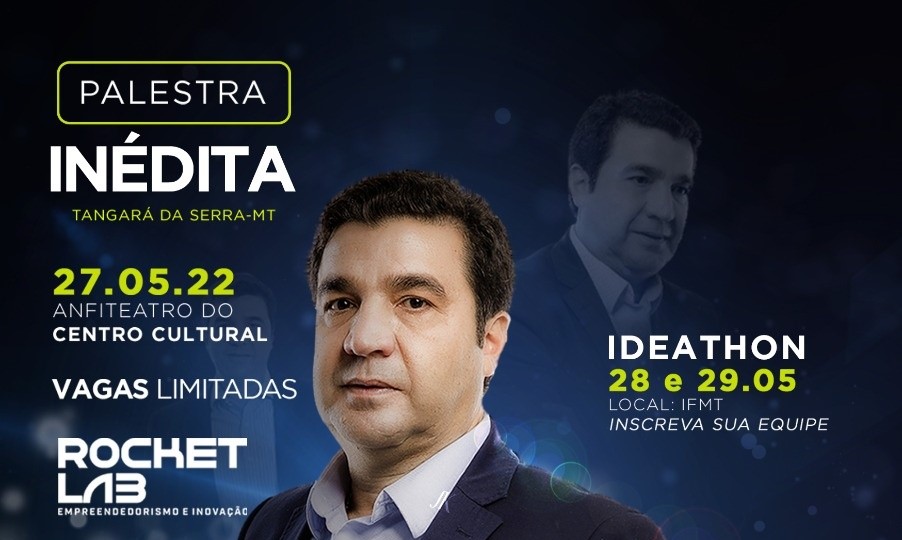 PALESTRA
INÉDITA
TANGARÁ DA SERRA-MT
27.05.22
ANFITEATRO DO
CENTRO CULTURAL
VAGAS LIMITADAS
ROCKET
LAB
EMPREENDEDORISMO E INOVAÇÃO
IDEATHON
28 e 29.05
LOCAL: IFMT
INSCREVA SUA EQUIPE